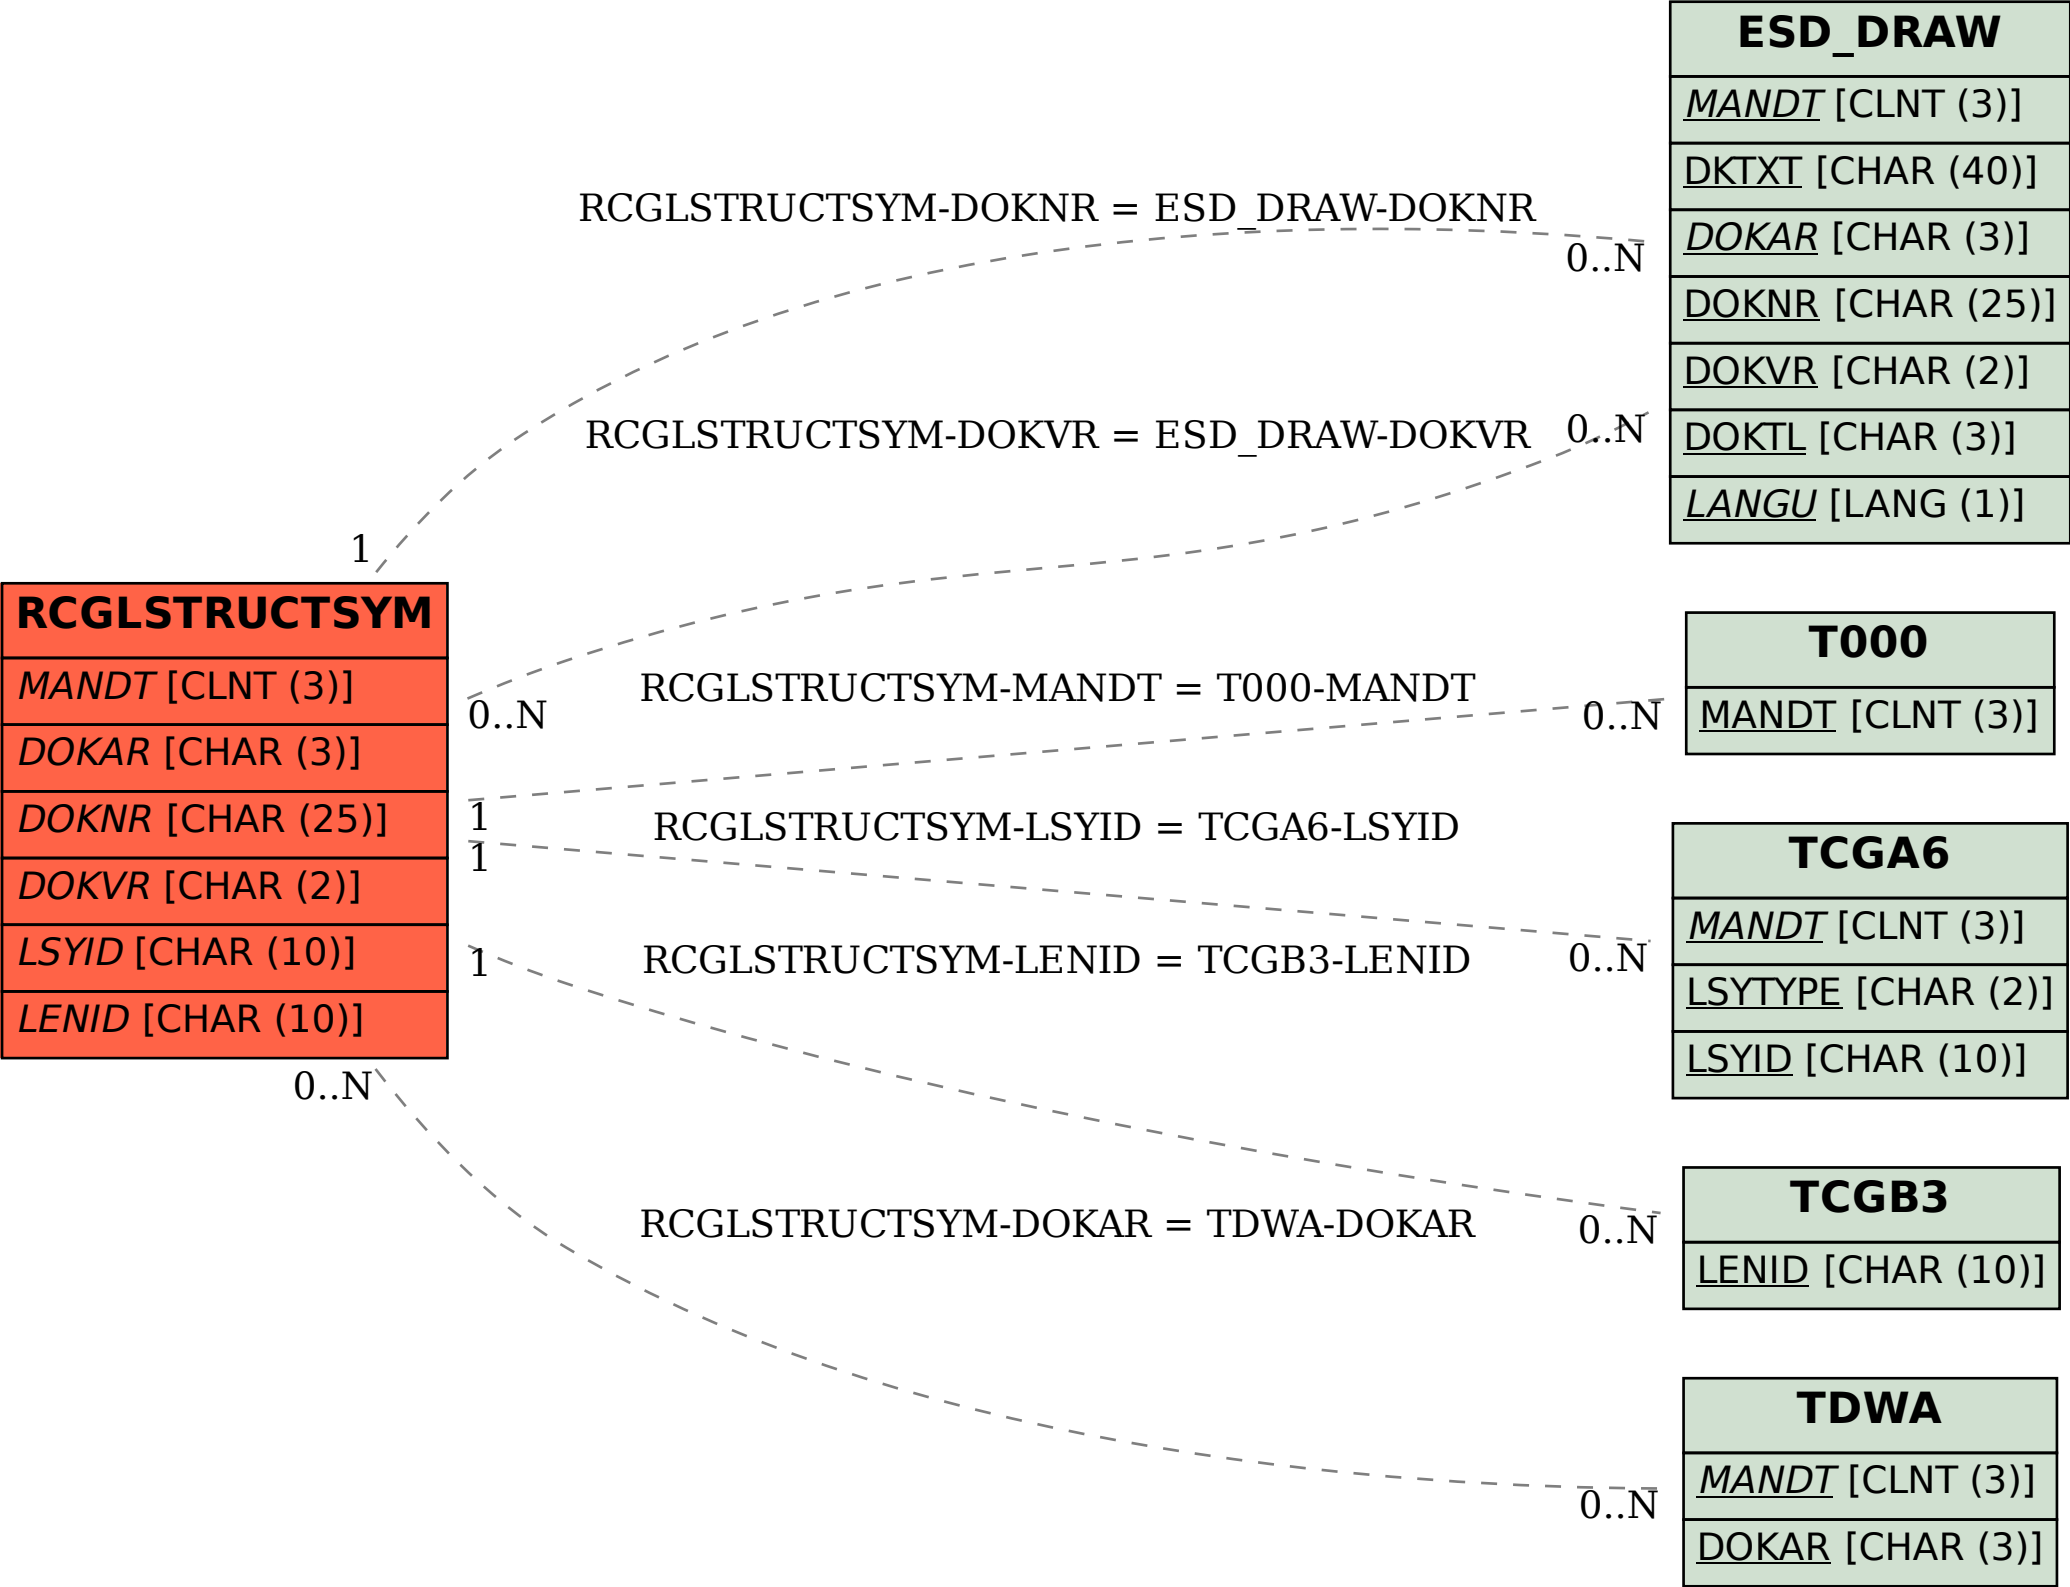 ESD_DRAW
MANDT [CLNT (3)]
DKTXT [CHAR (40)]
DOKAR [CHAR (3)]
DOKNR [CHAR (25)]
DOKVR [CHAR (2)]
DOKTL [CHAR (3)]
LANGU [LANG (1)]
RCGLSTRUCTSYM-DOKNR = ESD_DRAW-DOKNR
0..N
1
RCGLSTRUCTSYM-DOKVR = ESD_DRAW-DOKVR
0..N
0..N
RCGLSTRUCTSYM
MANDT [CLNT (3)]
DOKAR [CHAR (3)]
DOKNR [CHAR (25)]
DOKVR [CHAR (2)]
LSYID [CHAR (10)]
LENID [CHAR (10)]
RCGLSTRUCTSYM-MANDT = T000-MANDT
0..N
1
T000
MANDT [CLNT (3)]
RCGLSTRUCTSYM-LSYID = TCGA6-LSYID
1
0..N
TCGA6
MANDT [CLNT (3)]
LSYTYPE [CHAR (2)]
LSYID [CHAR (10)]
RCGLSTRUCTSYM-LENID = TCGB3-LENID
1
0..N
TCGB3
LENID [CHAR (10)]
0..N
RCGLSTRUCTSYM-DOKAR = TDWA-DOKAR
0..N
TDWA
MANDT [CLNT (3)]
DOKAR [CHAR (3)]